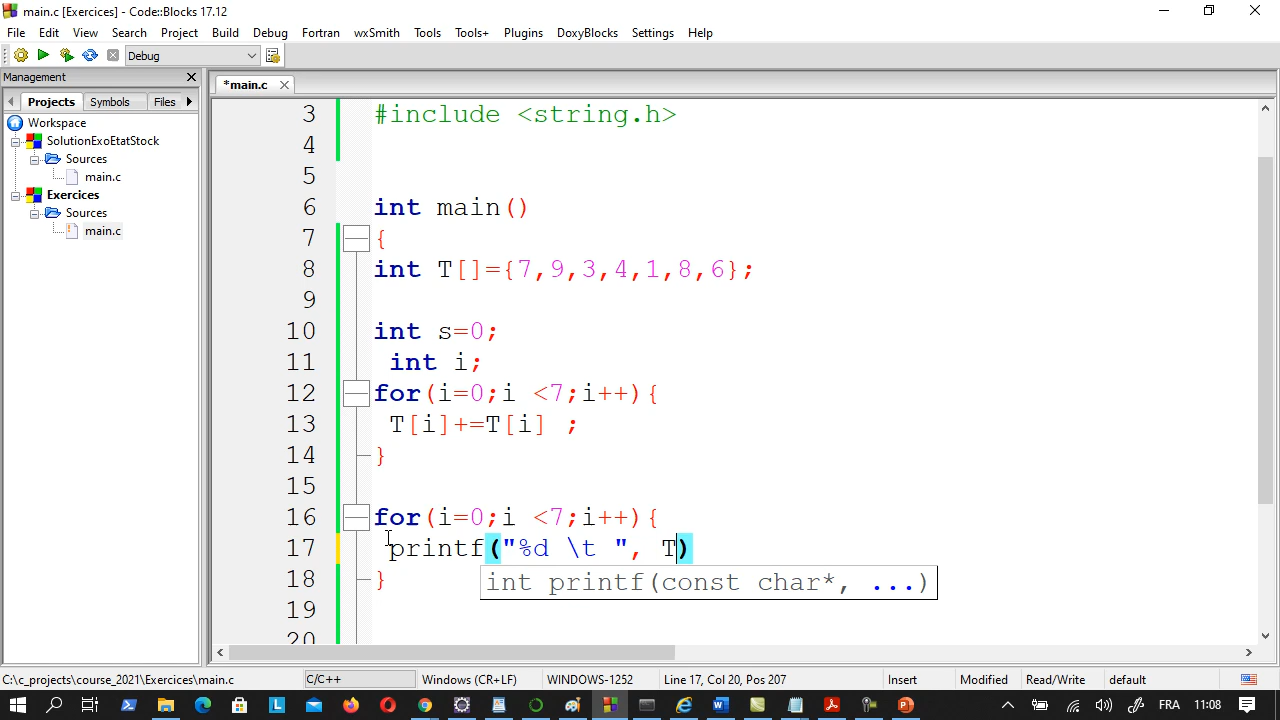 main.c [Exercices] - Code::Blocks 17.12
File Edit View Search Project Build Debug Fortran wxSmith Tools Tools+ Plugins DoxyBlocks Settings Help
Debug
Management
*main.c
Projects Symbols Files
Workspace
SolutionExoEtatStock
Sources
main.c
Exercices
Sources
main.c
3 #include <string.h>
4
5
6 int main()
7 {
8 int T[]={7,9,3,4,1,8,6};
9
10 int s=0;
11 int i;
12 for(i=0;i <7;i++){
13 T[i]+=T[i] ;
14 }
15
16 for(i=0;i <7;i++){
17 printf("%d \t ", T)
int printf(const char*, ...)
18 }
19
20
C:\c_projects\course_2021\Exercices\main.c C/C++ Windows (CR+LF) WINDOWS-1252 Line 17, Col 20, Pos 207 Insert Modified Read/Write default
FRA 11:08